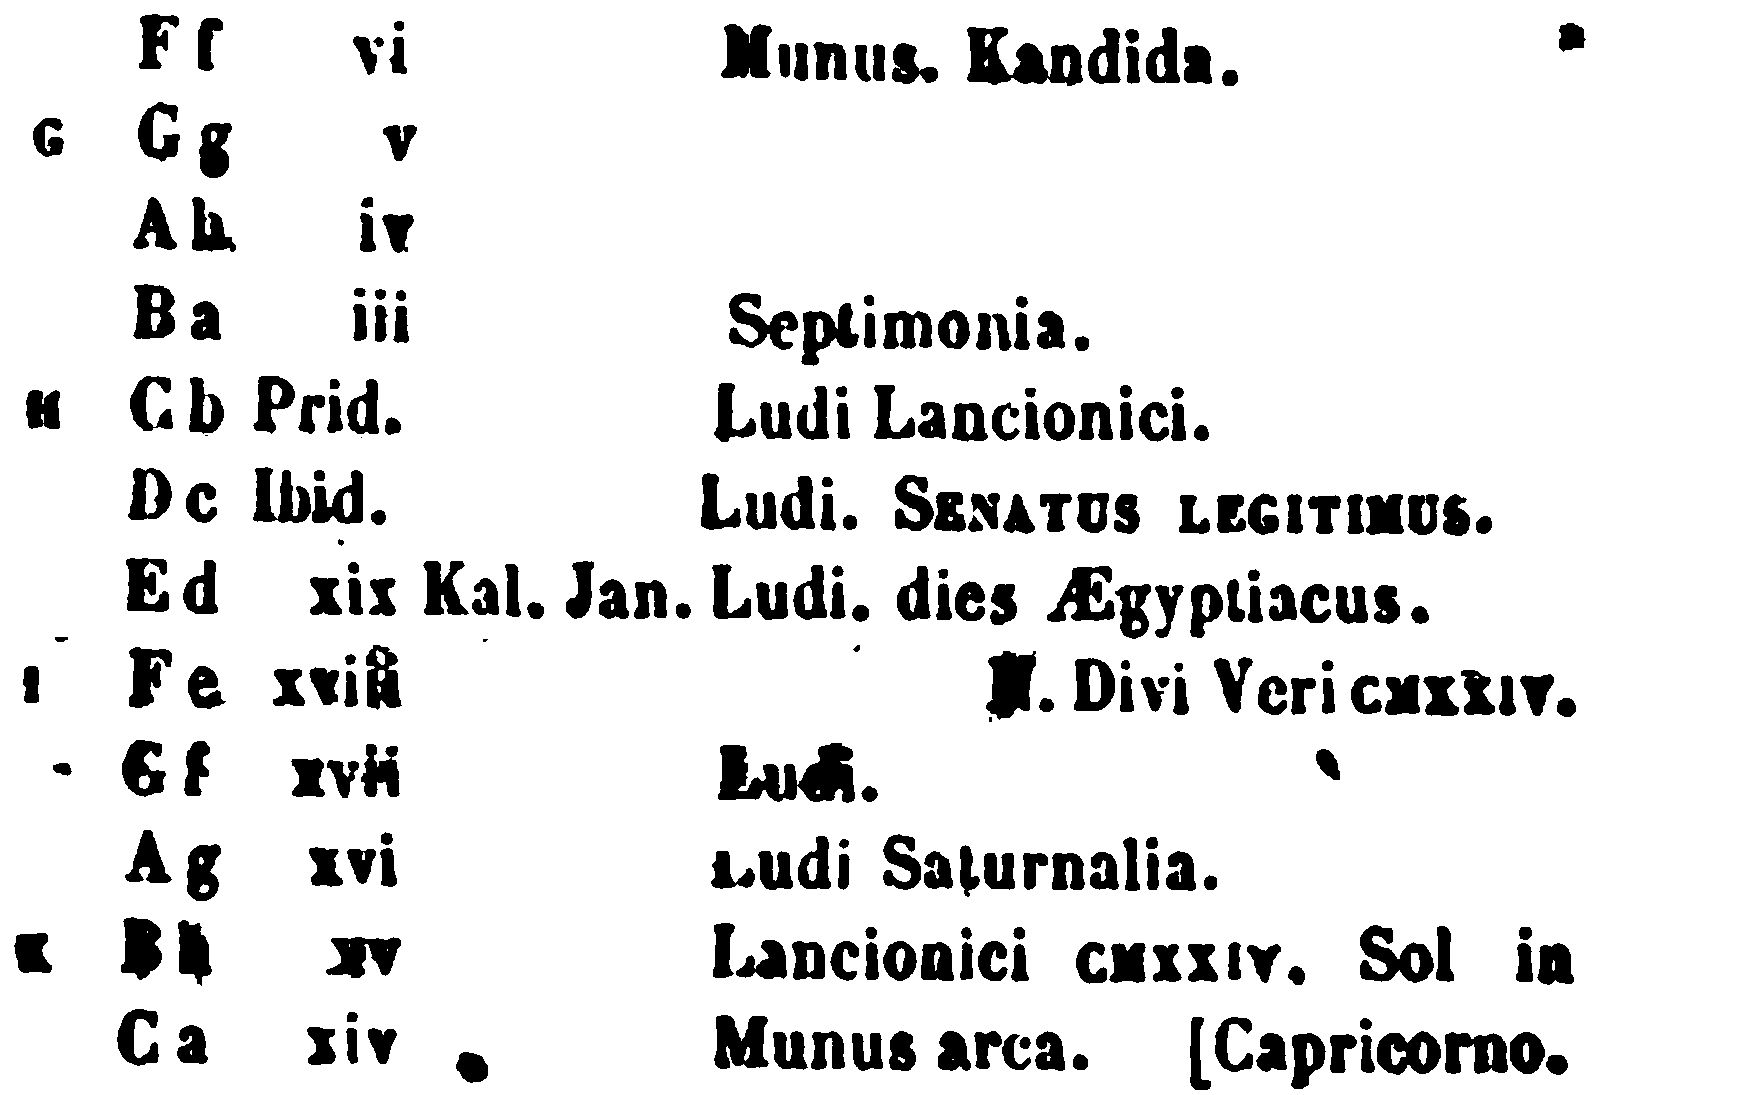 F f vi Munus. Kandida.
G G g v
A h iv
B a iii Septimonia.
H C b Prid. Ludi Lancionici.
D c Ibid. Ludi. SENATUS LEGITIMUS.
E d xix Kal. Jan. Ludi. dies Ægyptiacus.
I F e xviii N. Divi Veri CMXXIV.
G f xvii Ludi.
A g xvi Ludi Saturnalia.
K B h xv Lancionici CMXXIV. Sol in
C a xiv Munus arca. [Capricorno.